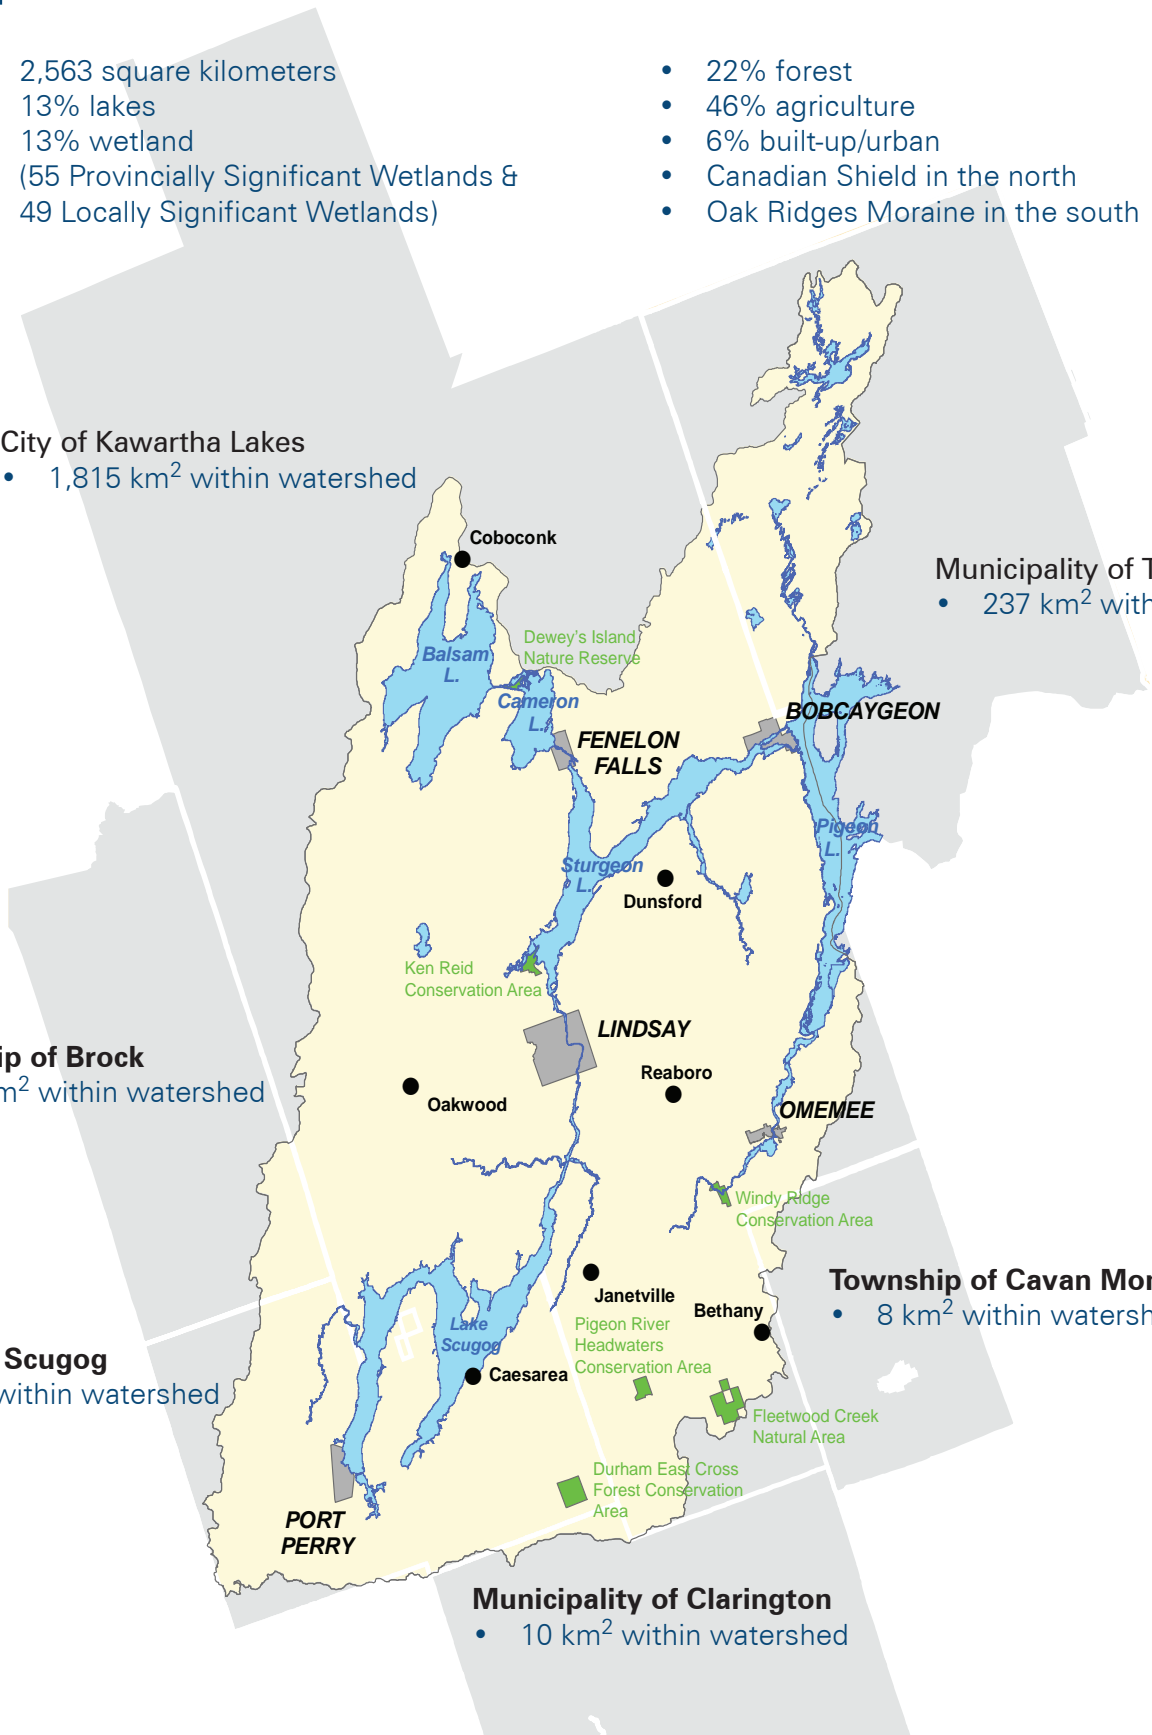 2,563 square kilometers
13% lakes
13% wetland
(55 Provincially Significant Wetlands &
49 Locally Significant Wetlands)
• 22% forest
• 46% agriculture
• 6% built-up/urban
• Canadian Shield in the north
• Oak Ridges Moraine in the south
City of Kawartha Lakes
• 1,815 km2 within watershed
Coboconk
Municipality of
• 237 km2
Dewey's Island
Nature Reserve
Balsam
L.
Cameron
L.
BOBCAYGEON
FENELON
FALLS
Pigeon
L.
Sturgeon
L.
Dunsford
Ken Reid
Conservation Area
LINDSAY
of Brock
within watershed
Reaboro
Oakwood
OMEMEE
Windy Ridge
Conservation Area
Township of Cavan
• 8 km2 within
Janetville
Bethany
Lake
Scugog
Pigeon River
Headwaters
Conservation Area
Scugog
within watershed
Caesarea
Fleetwood Creek
Natural Area
Durham East Cross
Forest Conservation
Area
PORT
PERRY
Municipality of Clarington
• 10 km2 within watershed